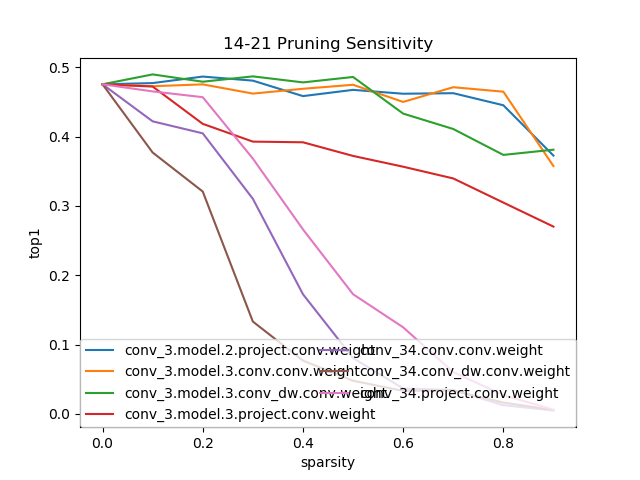 14-21 Pruning Sensitivity
top1
0.5
0.4
0.3
0.2
0.1
0.0
conv_3.model.2.project.conv.weight
conv_3.model.3.conv.conv.weight
conv_3.model.3.conv_dw.conv.weight
conv_3.model.3.project.conv.weight
conv_34.conv.conv.weight
conv_34.conv_dw.conv.weight
conv_34.project.conv.weight
0.0 0.2 0.4 0.6 0.8
sparsity